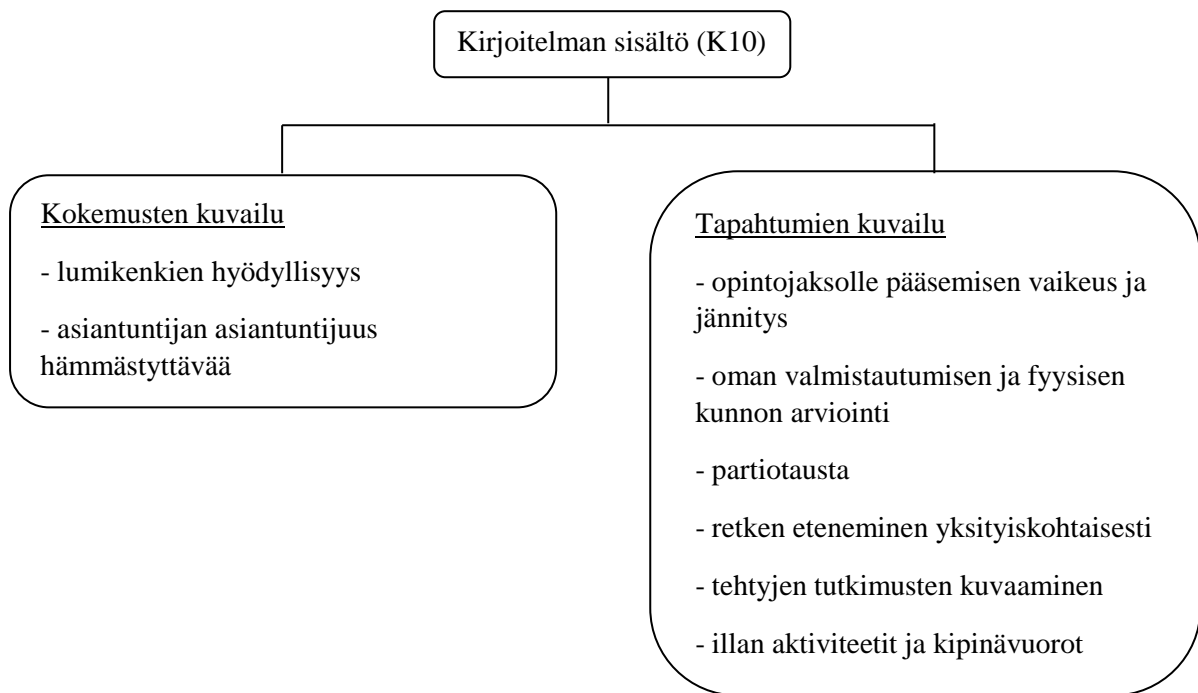 Kirjoitelman sisältö (K10)
Kokemusten kuvailu
- lumikenkien hyödyllisyys
- asiantuntijan asiantuntijuus
hämmästyttävää
Tapahtumien kuvailu
- opintojaksolle pääsemisen vaikeus ja
jännitys
- oman valmistautumisen ja fyysisen
kunnon arviointi
- partiotausta
- retken eteneminen yksityiskohtaisesti
- tehtyjen tutkimusten kuvaaminen
- illan aktiviteetit ja kipinävuorot